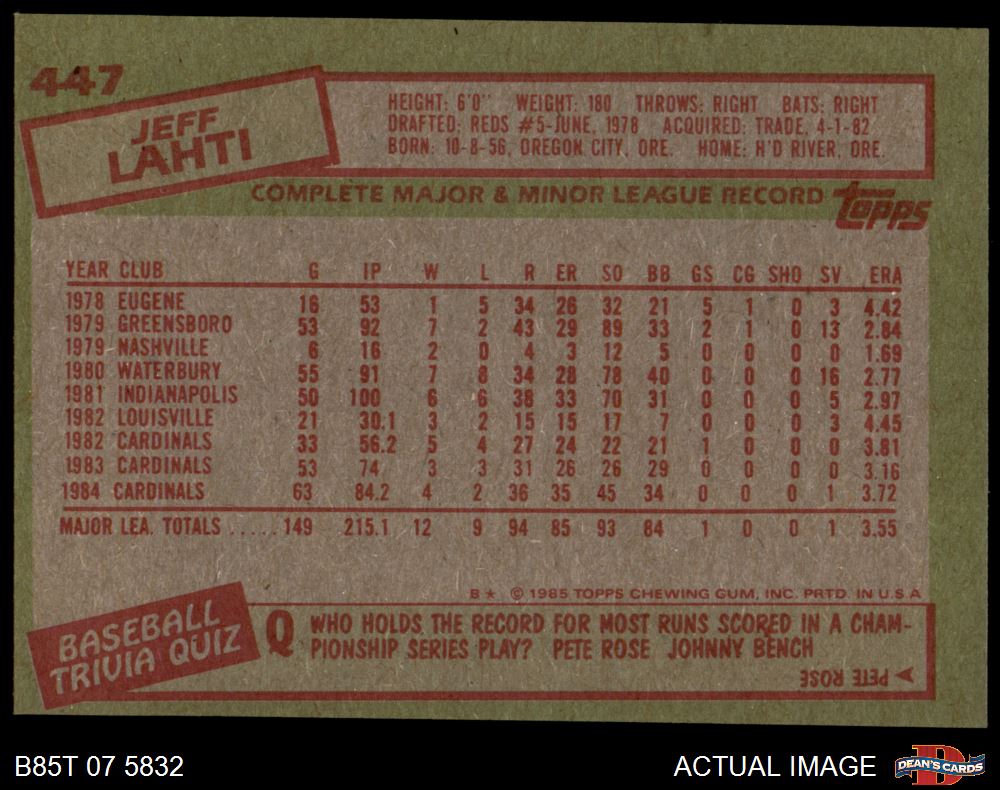 447
JEFF
LAHTI
HEIGHT: 6'0" WEIGHT: 180 THROWS: RIGHT BATS: RIGHT
DRAFTED: REDS #5-JUNE, 1978 ACQUIRED: TRADE, 4-1-82
BORN: 10-8-56, OREGON CITY, ORE. HOME: H'D RIVER, ORE.
COMPLETE MAJOR & MINOR LEAGUE RECORD topps
YEAR CLUB G IP W L R ER SO BB GS CG SHO SV ERA
1978 EUGENE 16 53 1 5 34 26 32 21 5 1 0 3 4.42
1979 GREENSBORO 53 92 7 2 43 29 89 33 2 1 0 13 2.84
1979 NASHVILLE 6 16 2 0 4 3 12 5 0 0 0 0 1.69
1980 WATERBURY 55 91 7 8 34 28 78 40 0 0 0 16 2.77
1981 INDIANAPOLIS 50 100 6 6 38 33 70 31 0 0 0 5 2.97
1982 LOUISVILLE 21 30.1 3 2 15 15 17 7 0 0 0 3 4.45
1982 CARDINALS 33 56.2 5 4 27 24 22 21 1 0 0 0 3.81
1983 CARDINALS 53 74 3 3 31 26 26 29 0 0 0 0 3.16
1984 CARDINALS 63 84.2 4 2 36 35 45 34 0 0 0 1 3.72
MAJOR LEA. TOTALS ..... 149 215.1 12 9 94 85 93 84 1 0 0 1 3.55
B★ © 1985 TOPPS CHEWING GUM, INC. PRTD. IN U.S.A
BASEBALL
TRIVIA QUIZ
Q WHO HOLDS THE RECORD FOR MOST RUNS SCORED IN A CHAM-
PIONSHIP SERIES PLAY? PETE ROSE JOHNNY BENCH
PETE ROSE
B85T 07 5832 ACTUAL IMAGE DEAN'S CARDS